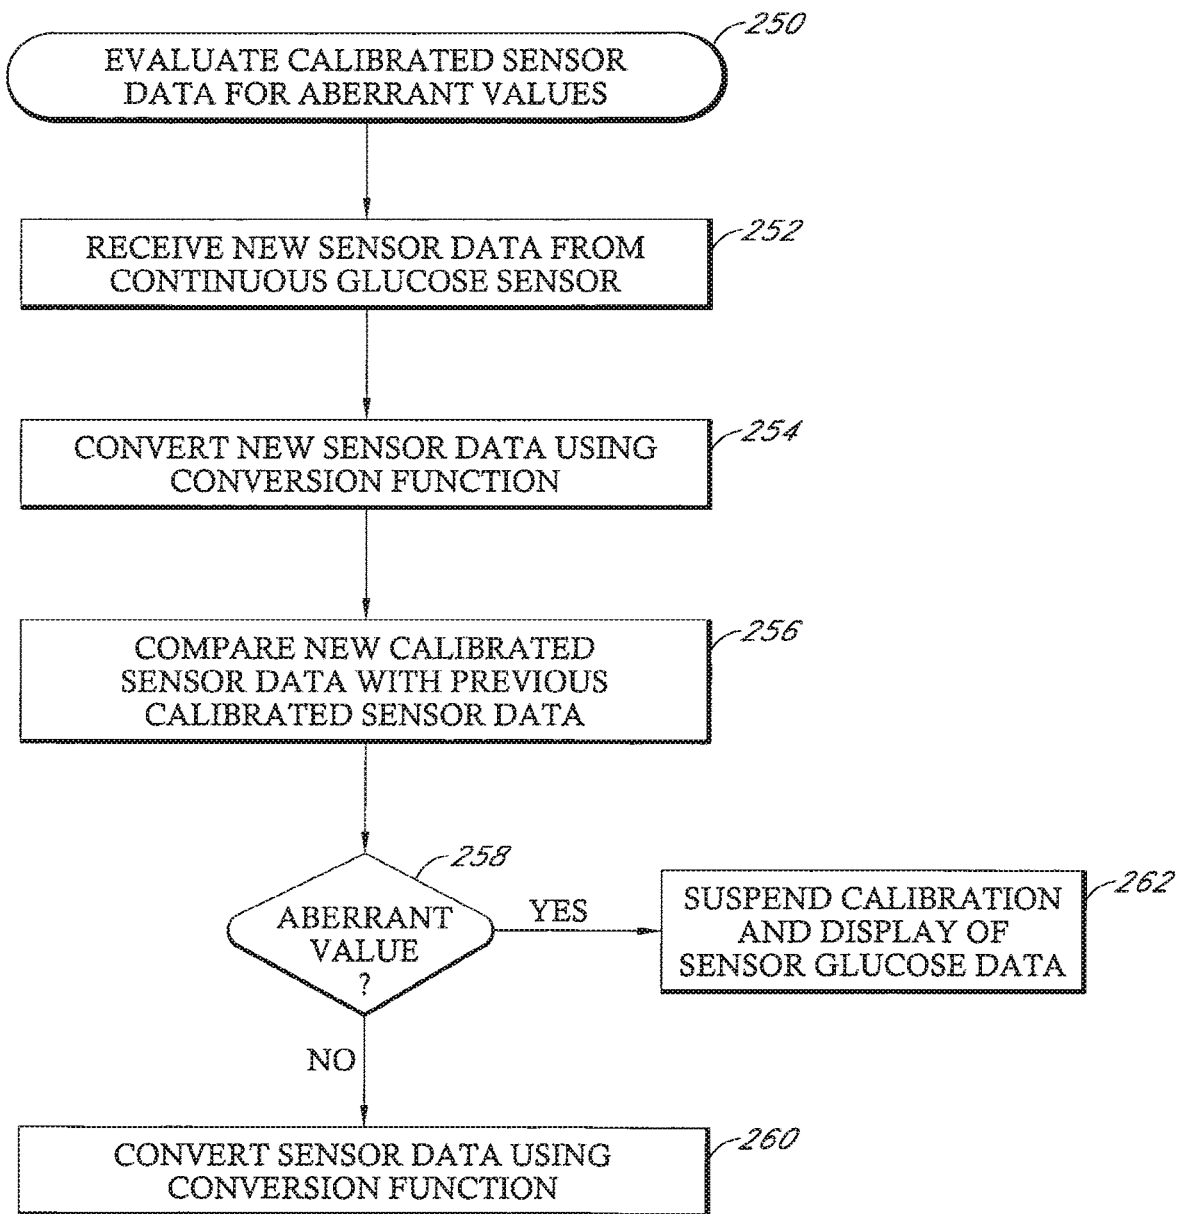 250
EVALUATE CALIBRATED SENSOR
DATA FOR ABERRANT VALUES
252
RECEIVE NEW SENSOR DATA FROM
CONTINUOUS GLUCOSE SENSOR
254
CONVERT NEW SENSOR DATA USING
CONVERSION FUNCTION
256
COMPARE NEW CALIBRATED
SENSOR DATA WITH PREVIOUS
CALIBRATED SENSOR DATA
258
ABERRANT
VALUE
?
YES
262
SUSPEND CALIBRATION
AND DISPLAY OF
SENSOR GLUCOSE DATA
NO
260
CONVERT SENSOR DATA USING
CONVERSION FUNCTION